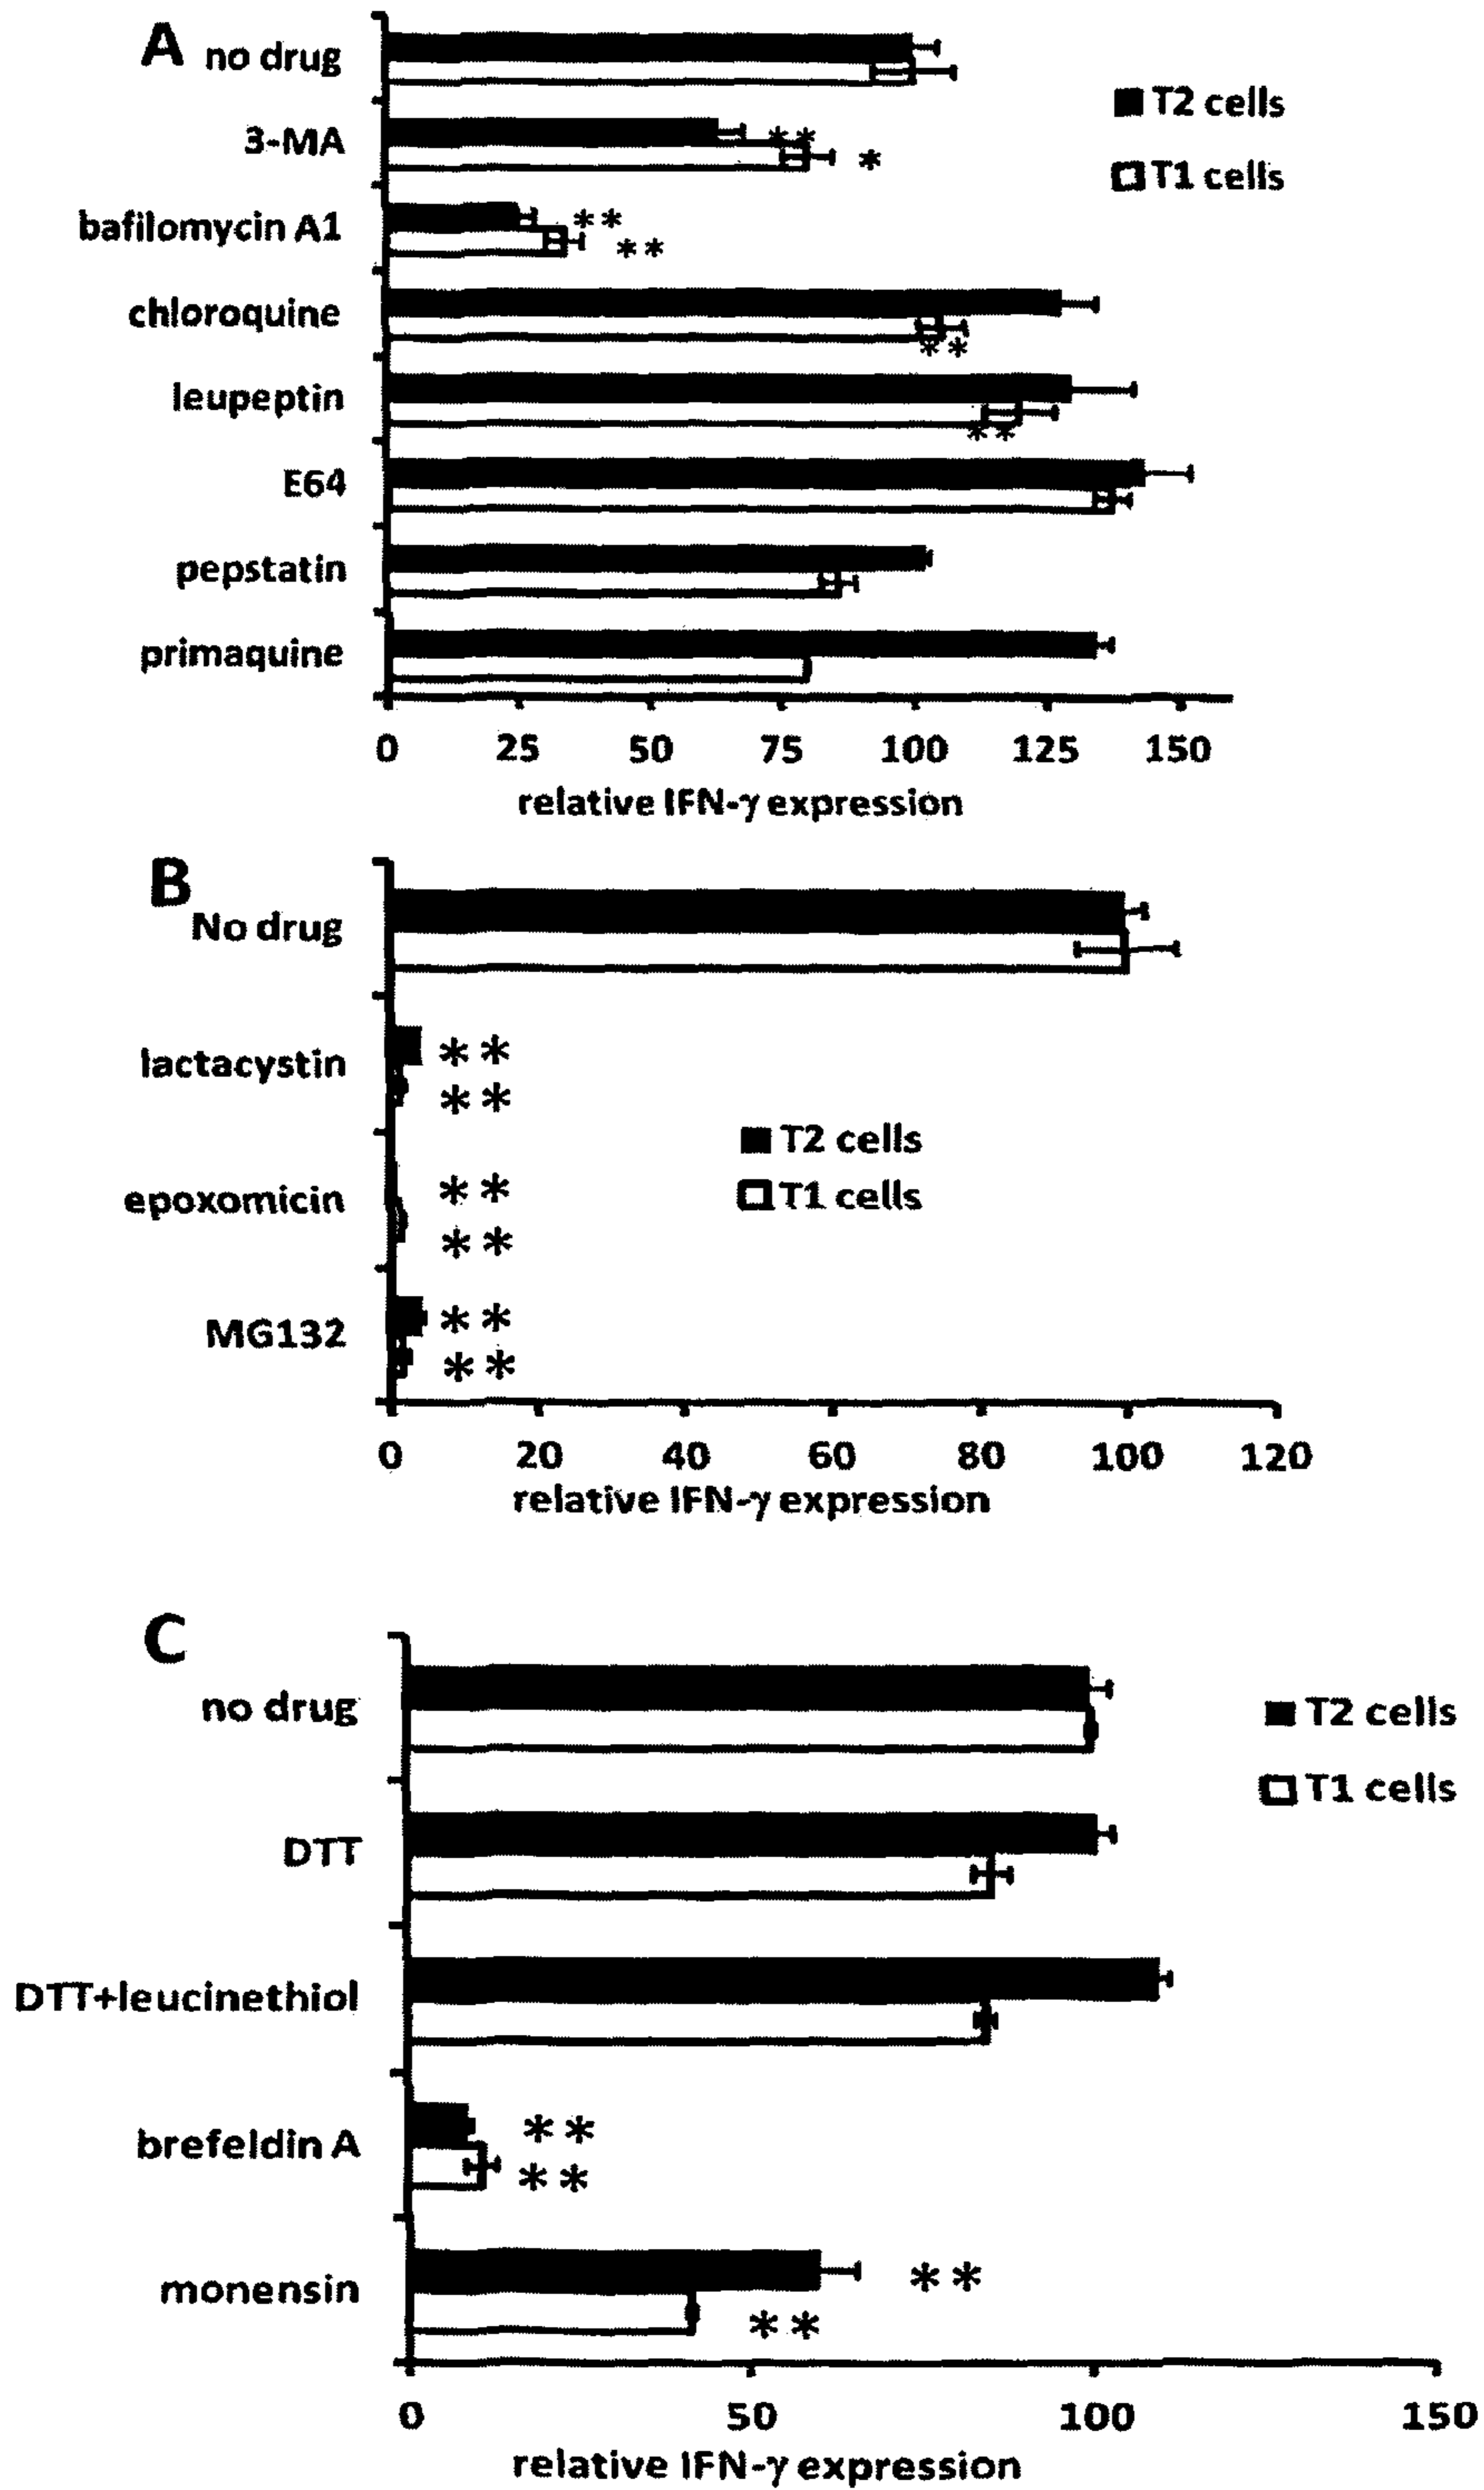 A
no drug
T2 cells
3-MA
* *
*
T1 cells
bafilomycin A1
* *
* *
chloroquine
* *
leupeptin
* *
E64
pepstatin
primaquine
0 25 50 75 100 125 150
relative IFN-γ expression
B
No drug
lactacystin
* *
* *
T2 cells
T1 cells
epoxomicin
* *
* *
MG132
* *
* *
0 20 40 60 80 100 120
relative IFN-γ expression
C
no drug
T2 cells
T1 cells
DTT
DTT+leucinethiol
brefeldin A
* *
* *
monensin
* *
* *
0 50 100 150
relative IFN-γ expression